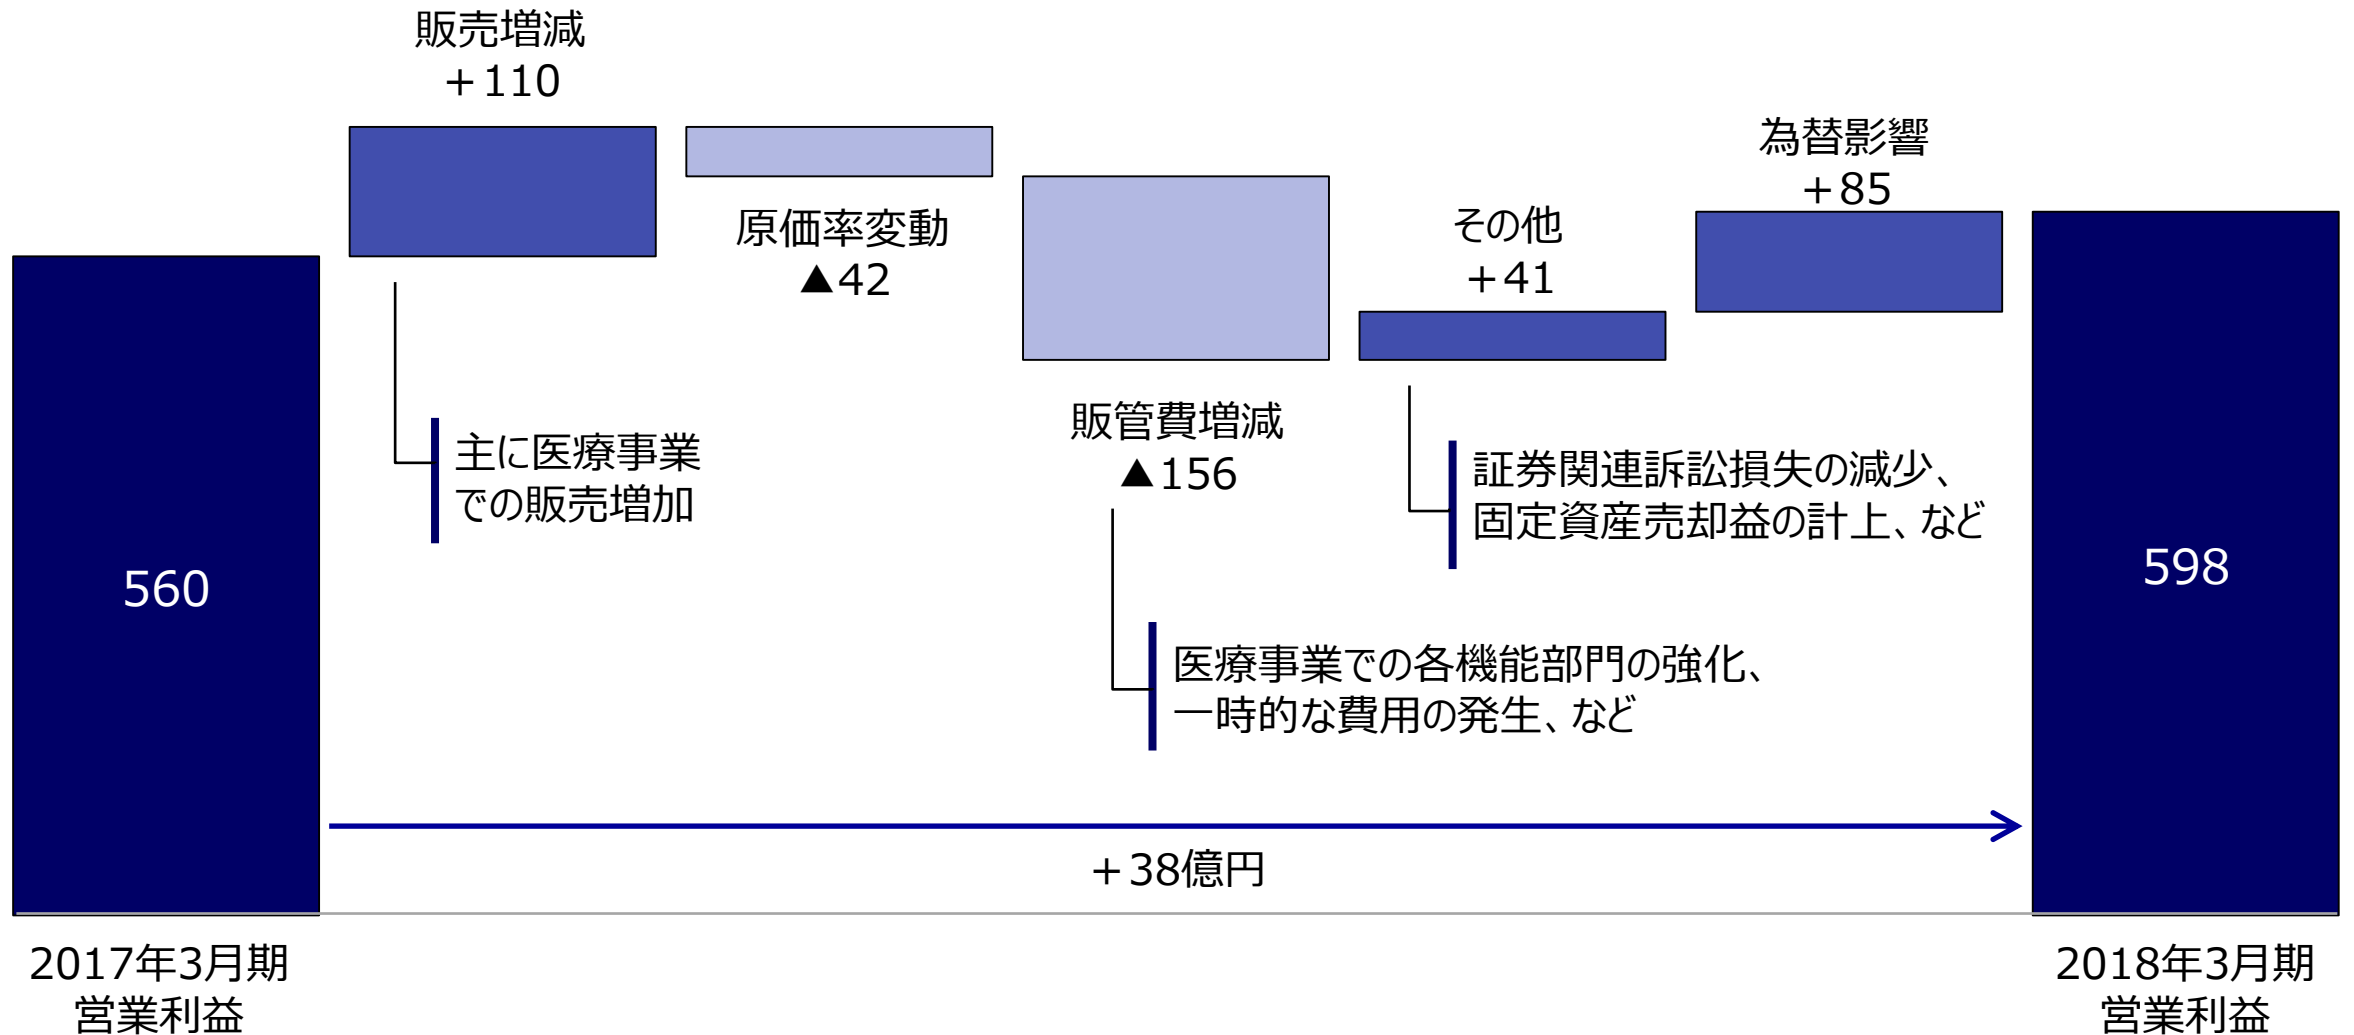 販売増減
+110
原価率変動
▲42
販管費増減
▲156
その他
+41
為替影響
+85
主に医療事業
での販売増加
証券関連訴訟損失の減少、
固定資産売却益の計上、など
医療事業での各機能部門の強化、
一時的な費用の発生、など
560
598
+38億円
2017年3月期
営業利益
2018年3月期
営業利益